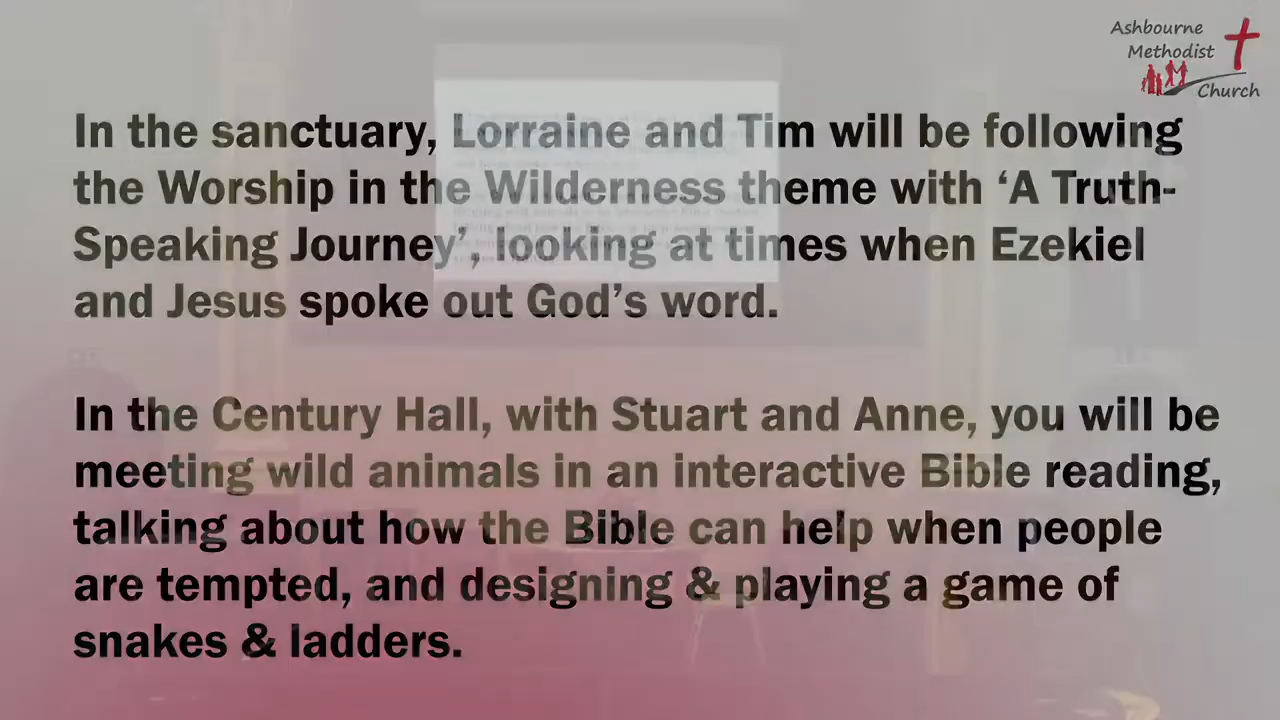 Ashbourne
Methodist
Church
In the sanctuary, Lorraine and Tim will be following
the Worship in the Wilderness theme with ‘A Truth-
Speaking Journey’, looking at times when Ezekiel
and Jesus spoke out God’s word.
In the Century Hall, with Stuart and Anne, you will be
meeting wild animals in an interactive Bible reading,
talking about how the Bible can help when people
are tempted, and designing & playing a game of
snakes & ladders.